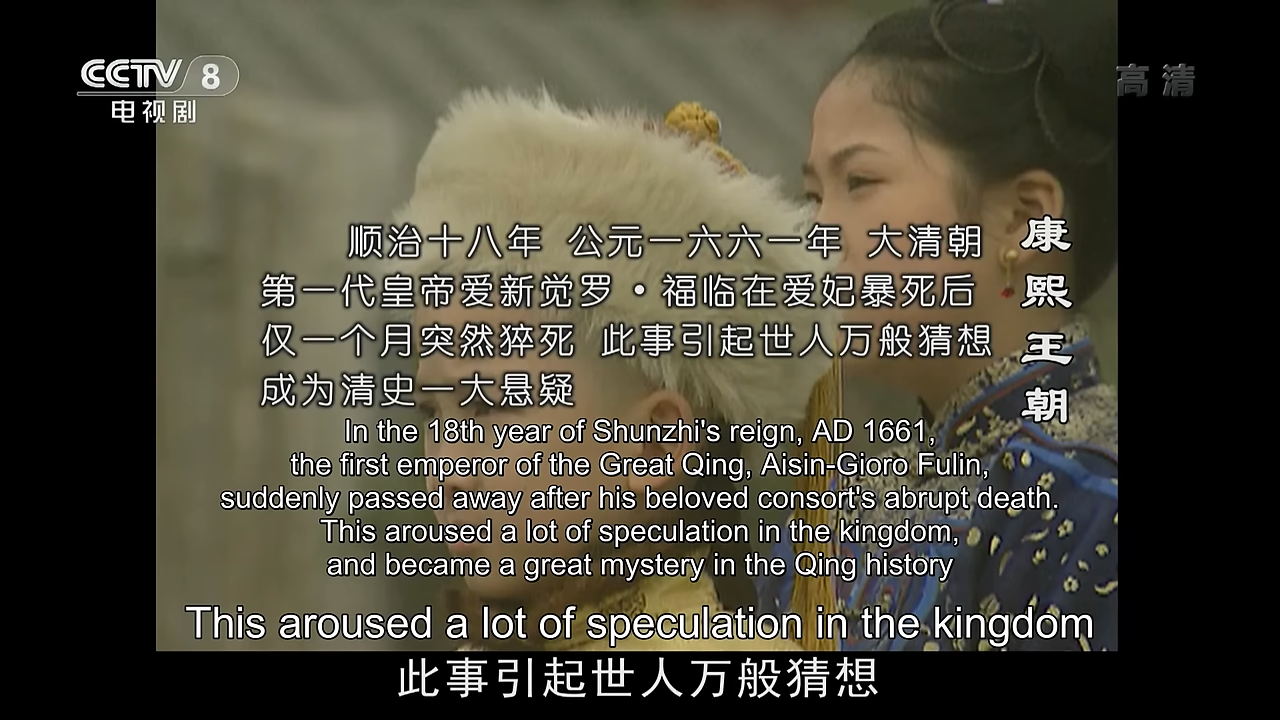 CCTV 8
电视剧
高清
康熙王朝
顺治十八年 公元一六六一年 大清朝
第一代皇帝爱新觉罗·福临在爱妃暴死后
仅一个月突然猝死 此事引起世人万般猜想
成为清史一大悬疑
In the 18th year of Shunzhi's reign, AD 1661,
the first emperor of the Great Qing, Aisin-Gioro Fulin,
suddenly passed away after his beloved consort's abrupt death.
This aroused a lot of speculation in the kingdom,
and became a great mystery in the Qing history
This aroused a lot of speculation in the kingdom
此事引起世人万般猜想